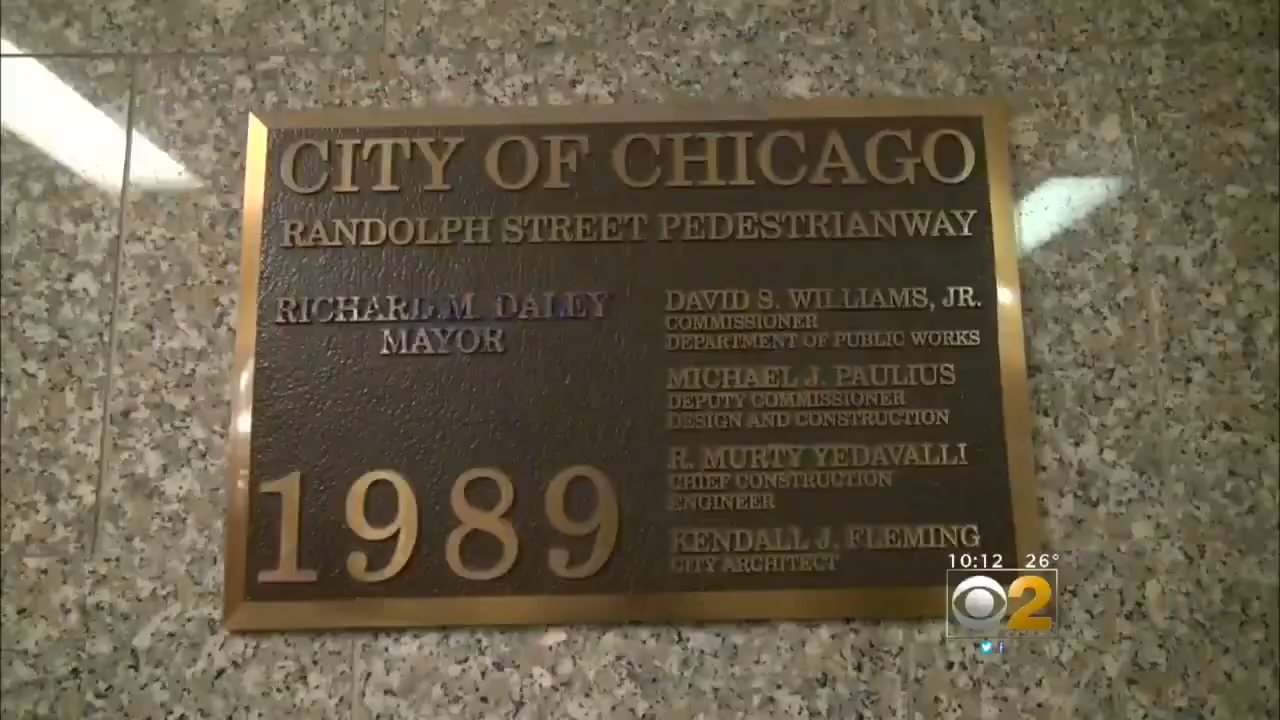 CITY OF CHICAGO
RANDOLPH STREET PEDESTRIANWAY
RICHARD M. DALEY
MAYOR
1989
DAVID S. WILLIAMS, JR.
COMMISSIONER
DEPARTMENT OF PUBLIC WORKS
MICHAEL J. PAULIUS
DEPUTY COMMISSIONER
DESIGN AND CONSTRUCTION
R. MURTY YEDAVALLI
CHIEF CONSTRUCTION
ENGINEER
KENDALL J. FLEMING
CITY ARCHITECT
10:12 26°
2